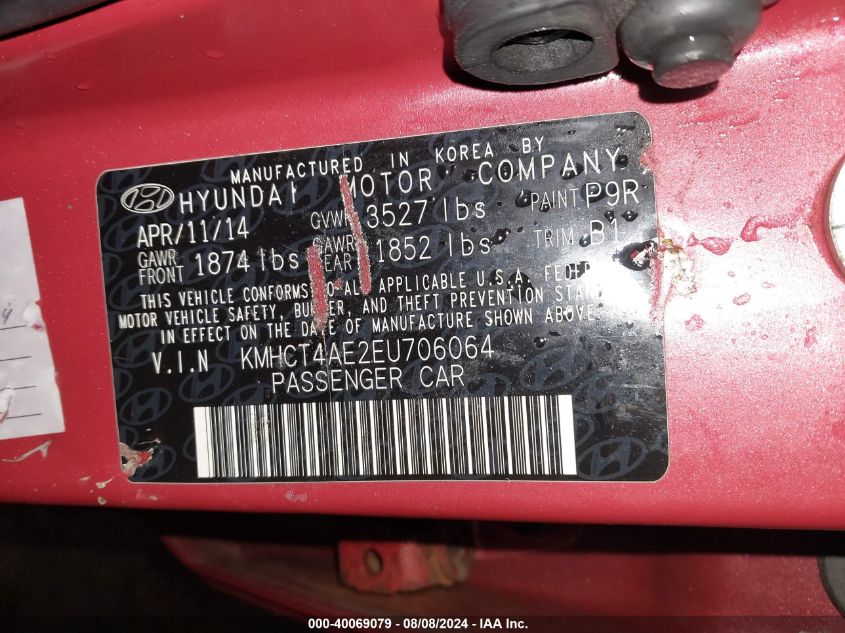 MANUFACTURED IN KOREA BY
HYUNDAI MOTOR COMPANY
APR/11/14 GVWR 3527 lbs PAINT P9R
GAWR FRONT 1874 lbs GAWR REAR 1852 lbs TRIM B1
THIS VEHICLE CONFORMS TO ALL APPLICABLE U.S.A. FEDER
MOTOR VEHICLE SAFETY, BUMPER, AND THEFT PREVENTION STA
IN EFFECT ON THE DATE OF MANUFACTURE SHOWN ABOVE.
V.I.N KMHCT4AE2EU706064
PASSENGER CAR
000-40069079 - 08/08/2024 - IAA Inc.